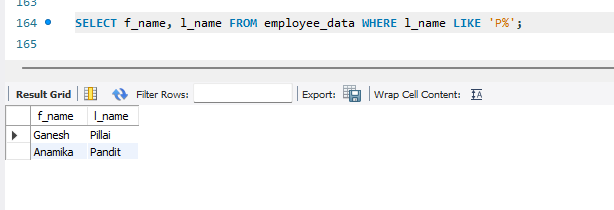 163
164 SELECT f_name, l_name FROM employee_data WHERE l_name LIKE 'P%';
165
Result Grid Filter Rows: Export: Wrap Cell Content: IA
f_name l_name
Ganesh Pillai
Anamika Pandit